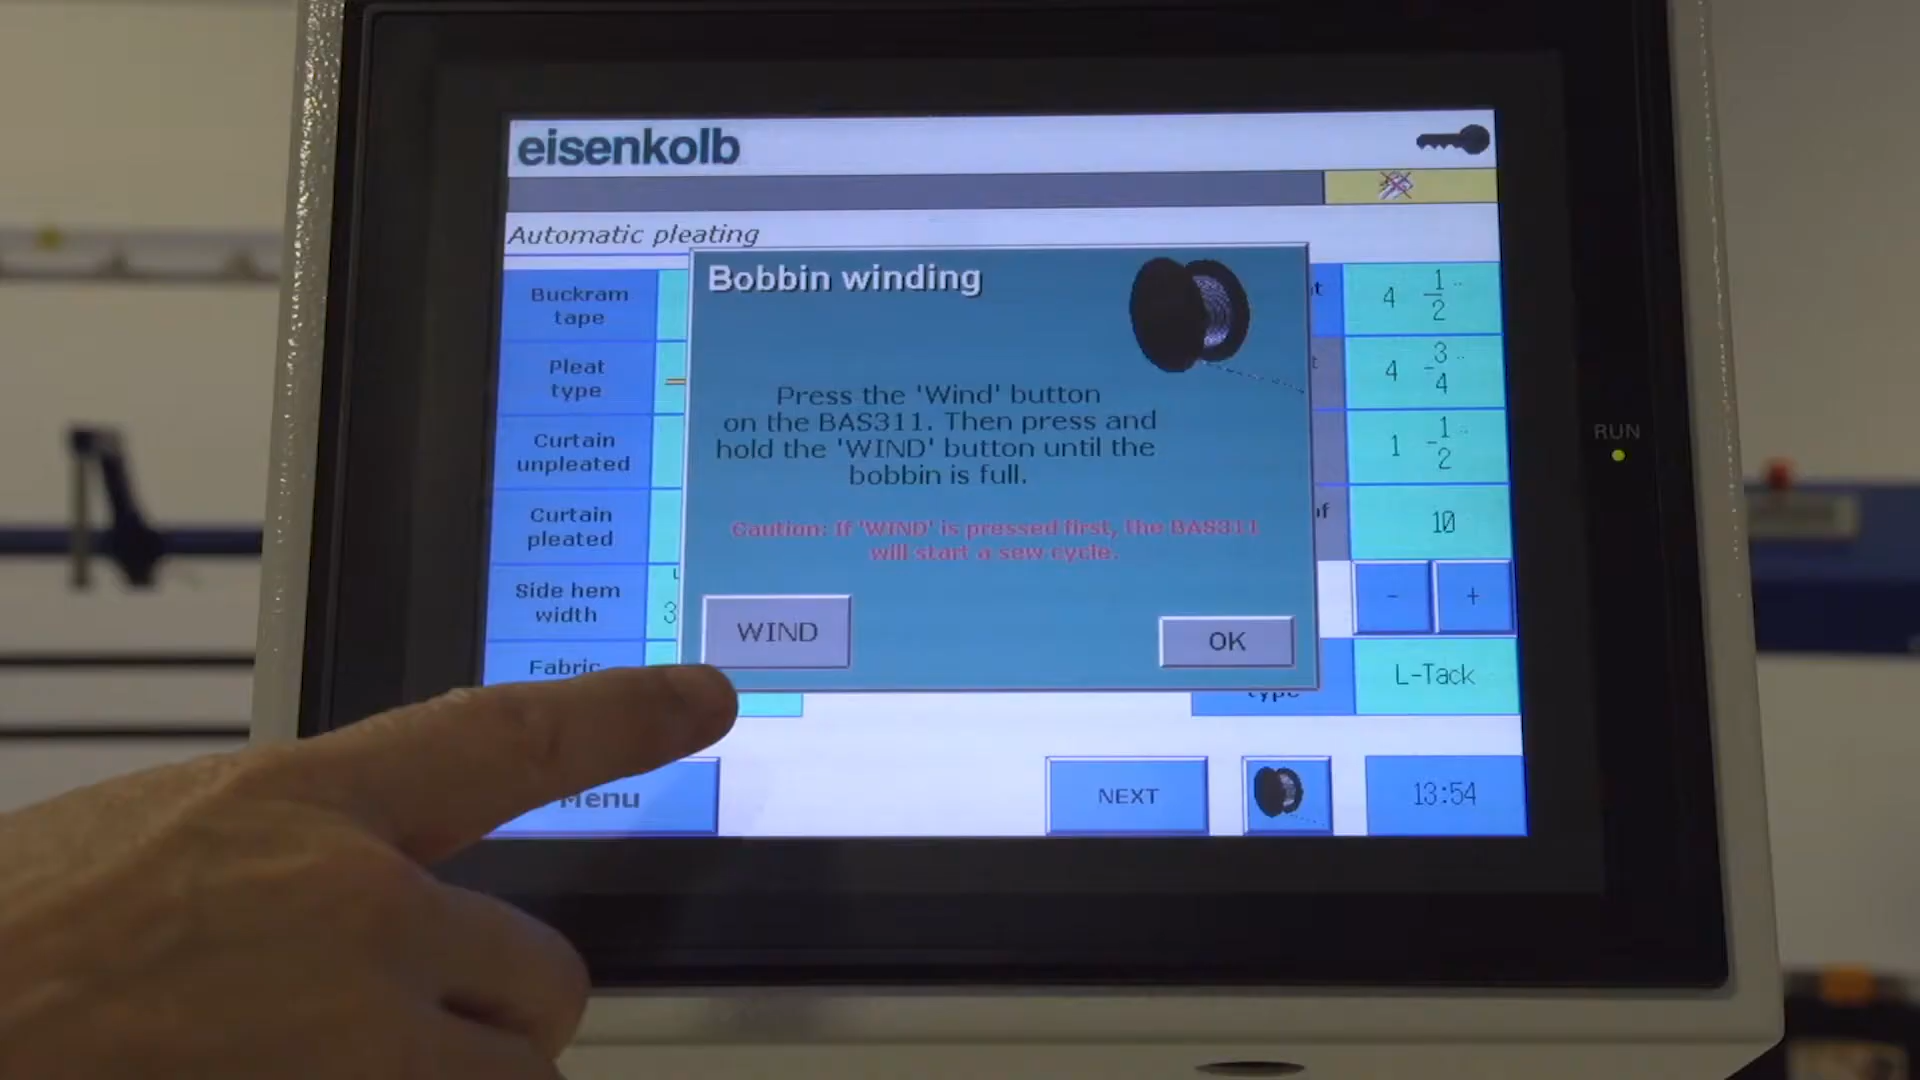 eisenkolb
Automatic pleating
Bobbin winding
Press the 'Wind' button
on the BAS311. Then press and
hold the 'WIND' button until the
bobbin is full.
Caution: If 'WIND' is pressed first, the BAS311
will start a sew cycle.
WIND
OK
Buckram
tape
Pleat
type
Curtain
unpleated
Curtain
pleated
Side hem
width
3
Fabric
t
4 1/2
t
4 3/4
1 1/2
of
10
-
+
type
L-Tack
Menu
NEXT
13:54
RUN